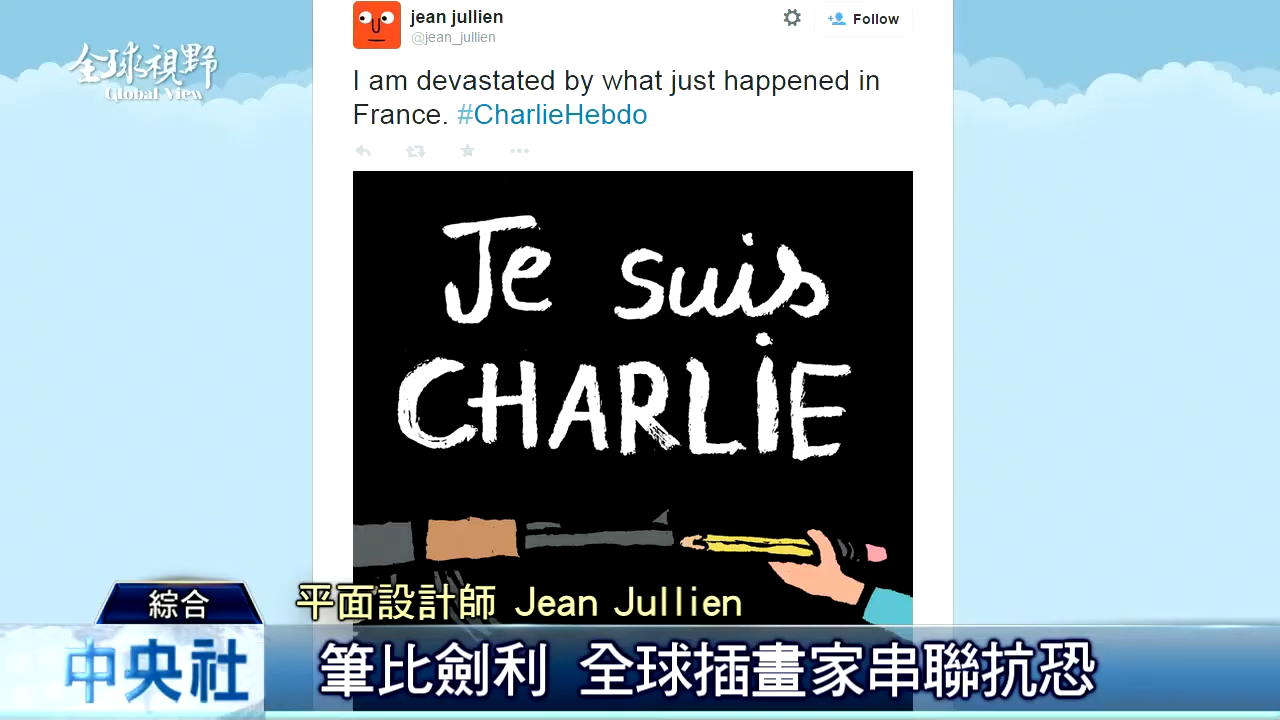 全球視野
Global View
jean jullien
@jean_jullien
Follow
I am devastated by what just happened in
France. #CharlieHebdo
Je suis
CHARLIE
綜合
平面設計師 Jean Jullien
中央社
筆比劍利 全球插畫家串聯抗恐